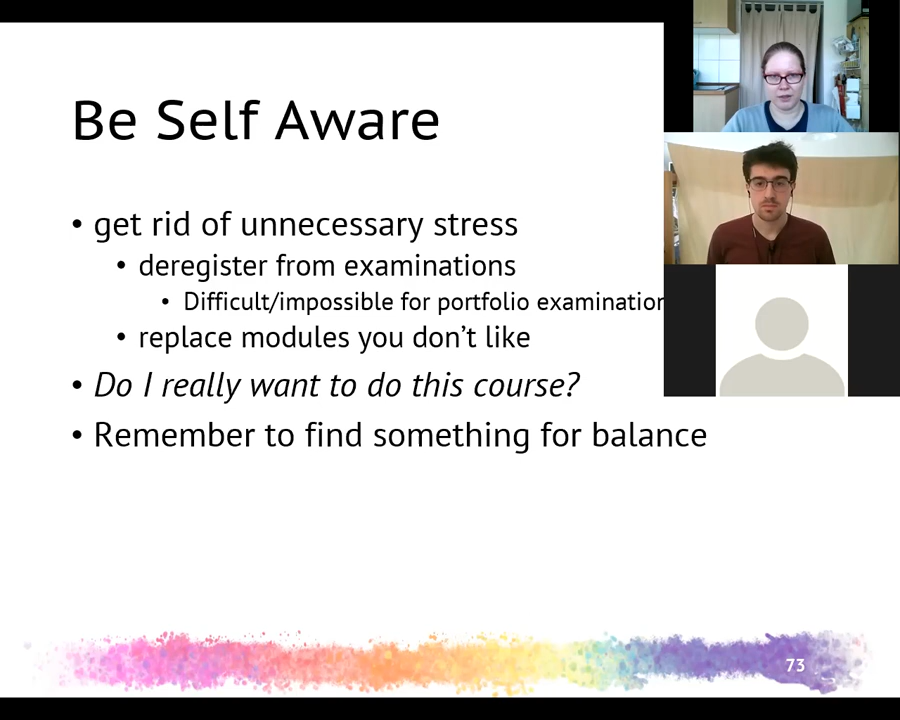 Be Self Aware
• get rid of unnecessary stress
• deregister from examinations
• Difficult/impossible for portfolio examination
• replace modules you don't like
• Do I really want to do this course?
• Remember to find something for balance
73